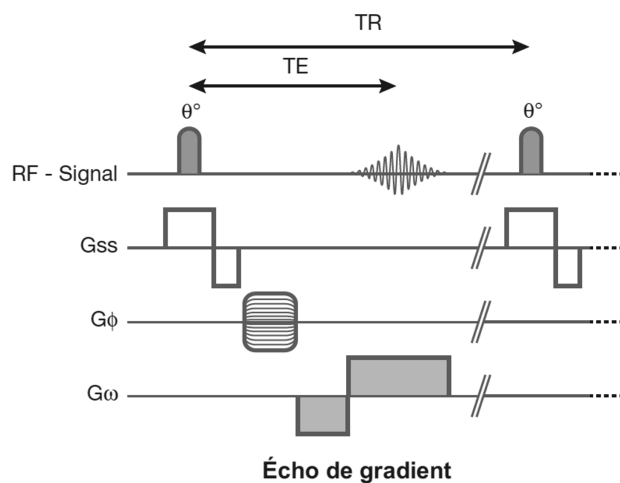 TR
TE
θ°
θ°
RF - Signal
Gss
Gϕ
Gω
Écho de gradient